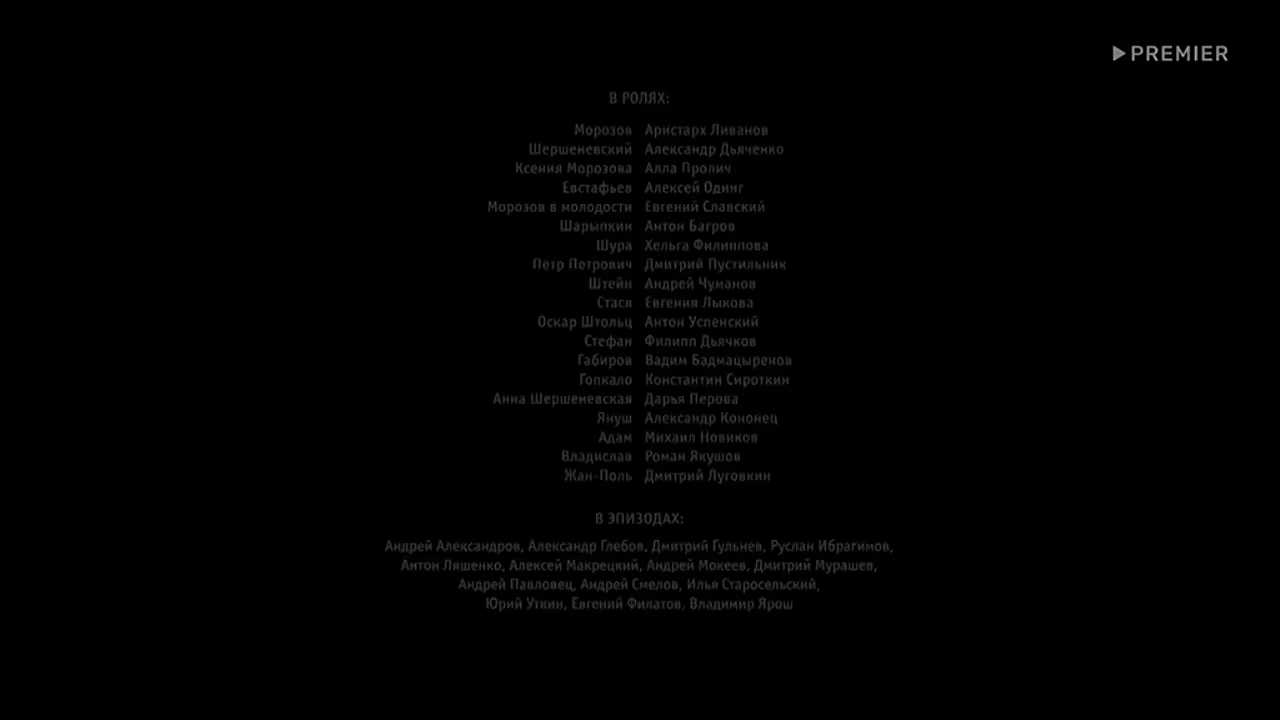 PREMIER
В РОЛЯХ:
Морозов Аристарх Ливанов
Шершеневский Александр Дьяченко
Ксения Морозова Алла Пролич
Евстафьев Алексей Одинг
Морозов в молодости Евгений Славский
Шарыпкин Антон Багров
Шура Хельга Филиппова
Петр Петрович Дмитрий Пустильник
Штейн Андрей Чуманов
Стася Евгения Лыкова
Оскар Штольц Антон Успенский
Стефан Филипп Дьячков
Габиров Вадим Бадмацыренов
Гопкало Константин Сироткин
Анна Шершеневская Дарья Перова
Януш Александр Кононец
Адам Михаил Новиков
Владислав Роман Якушов
Жан-Поль Дмитрий Луговкин
В ЭПИЗОДАХ:
Андрей Александров, Александр Глебов, Дмитрий Гульнев, Руслан Ибрагимов,
Антон Ляшенко, Алексей Макрецкий, Андрей Мокеев, Дмитрий Мурашев,
Андрей Павловец, Андрей Смелов, Илья Старосельский,
Юрий Уткин, Евгений Филатов, Владимир Ярош